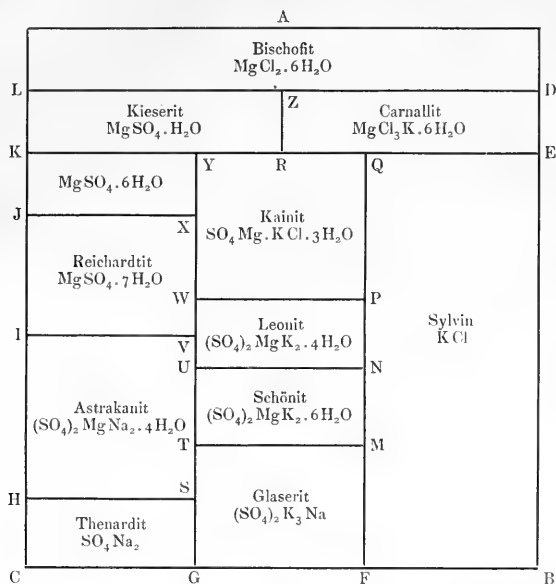 A
Bischofit
MgCl₂.6H₂O
L
D
Z
Kieserit
MgSO₄.H₂O
Carnallit
MgCl₃K.6H₂O
K
Y
R
Q
E
MgSO₄.6H₂O
J
X
Kainit
SO₄Mg.KCl.3H₂O
Reichardtit
MgSO₄.7H₂O
W
P
Sylvin
KCl
I
V
Leonit
(SO₄)₂MgK₂.4H₂O
U
N
Astrakanit
(SO₄)₂MgNa₂.4H₂O
Schönit
(SO₄)₂MgK₂.6H₂O
T
M
H
S
Glaserit
(SO₄)₂K₃Na
Thenardit
SO₄Na₂
C
G
F
B